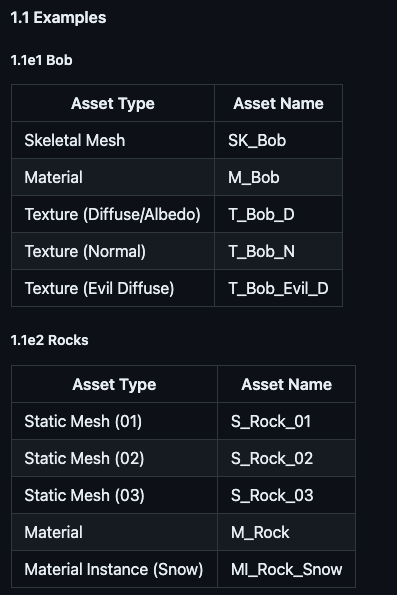 1.1 Examples
1.1e1 Bob
Asset Type Asset Name
Skeletal Mesh SK_Bob
Material M_Bob
Texture (Diffuse/Albedo) T_Bob_D
Texture (Normal) T_Bob_N
Texture (Evil Diffuse) T_Bob_Evil_D
1.1e2 Rocks
Asset Type Asset Name
Static Mesh (01) S_Rock_01
Static Mesh (02) S_Rock_02
Static Mesh (03) S_Rock_03
Material M_Rock
Material Instance (Snow) MI_Rock_Snow